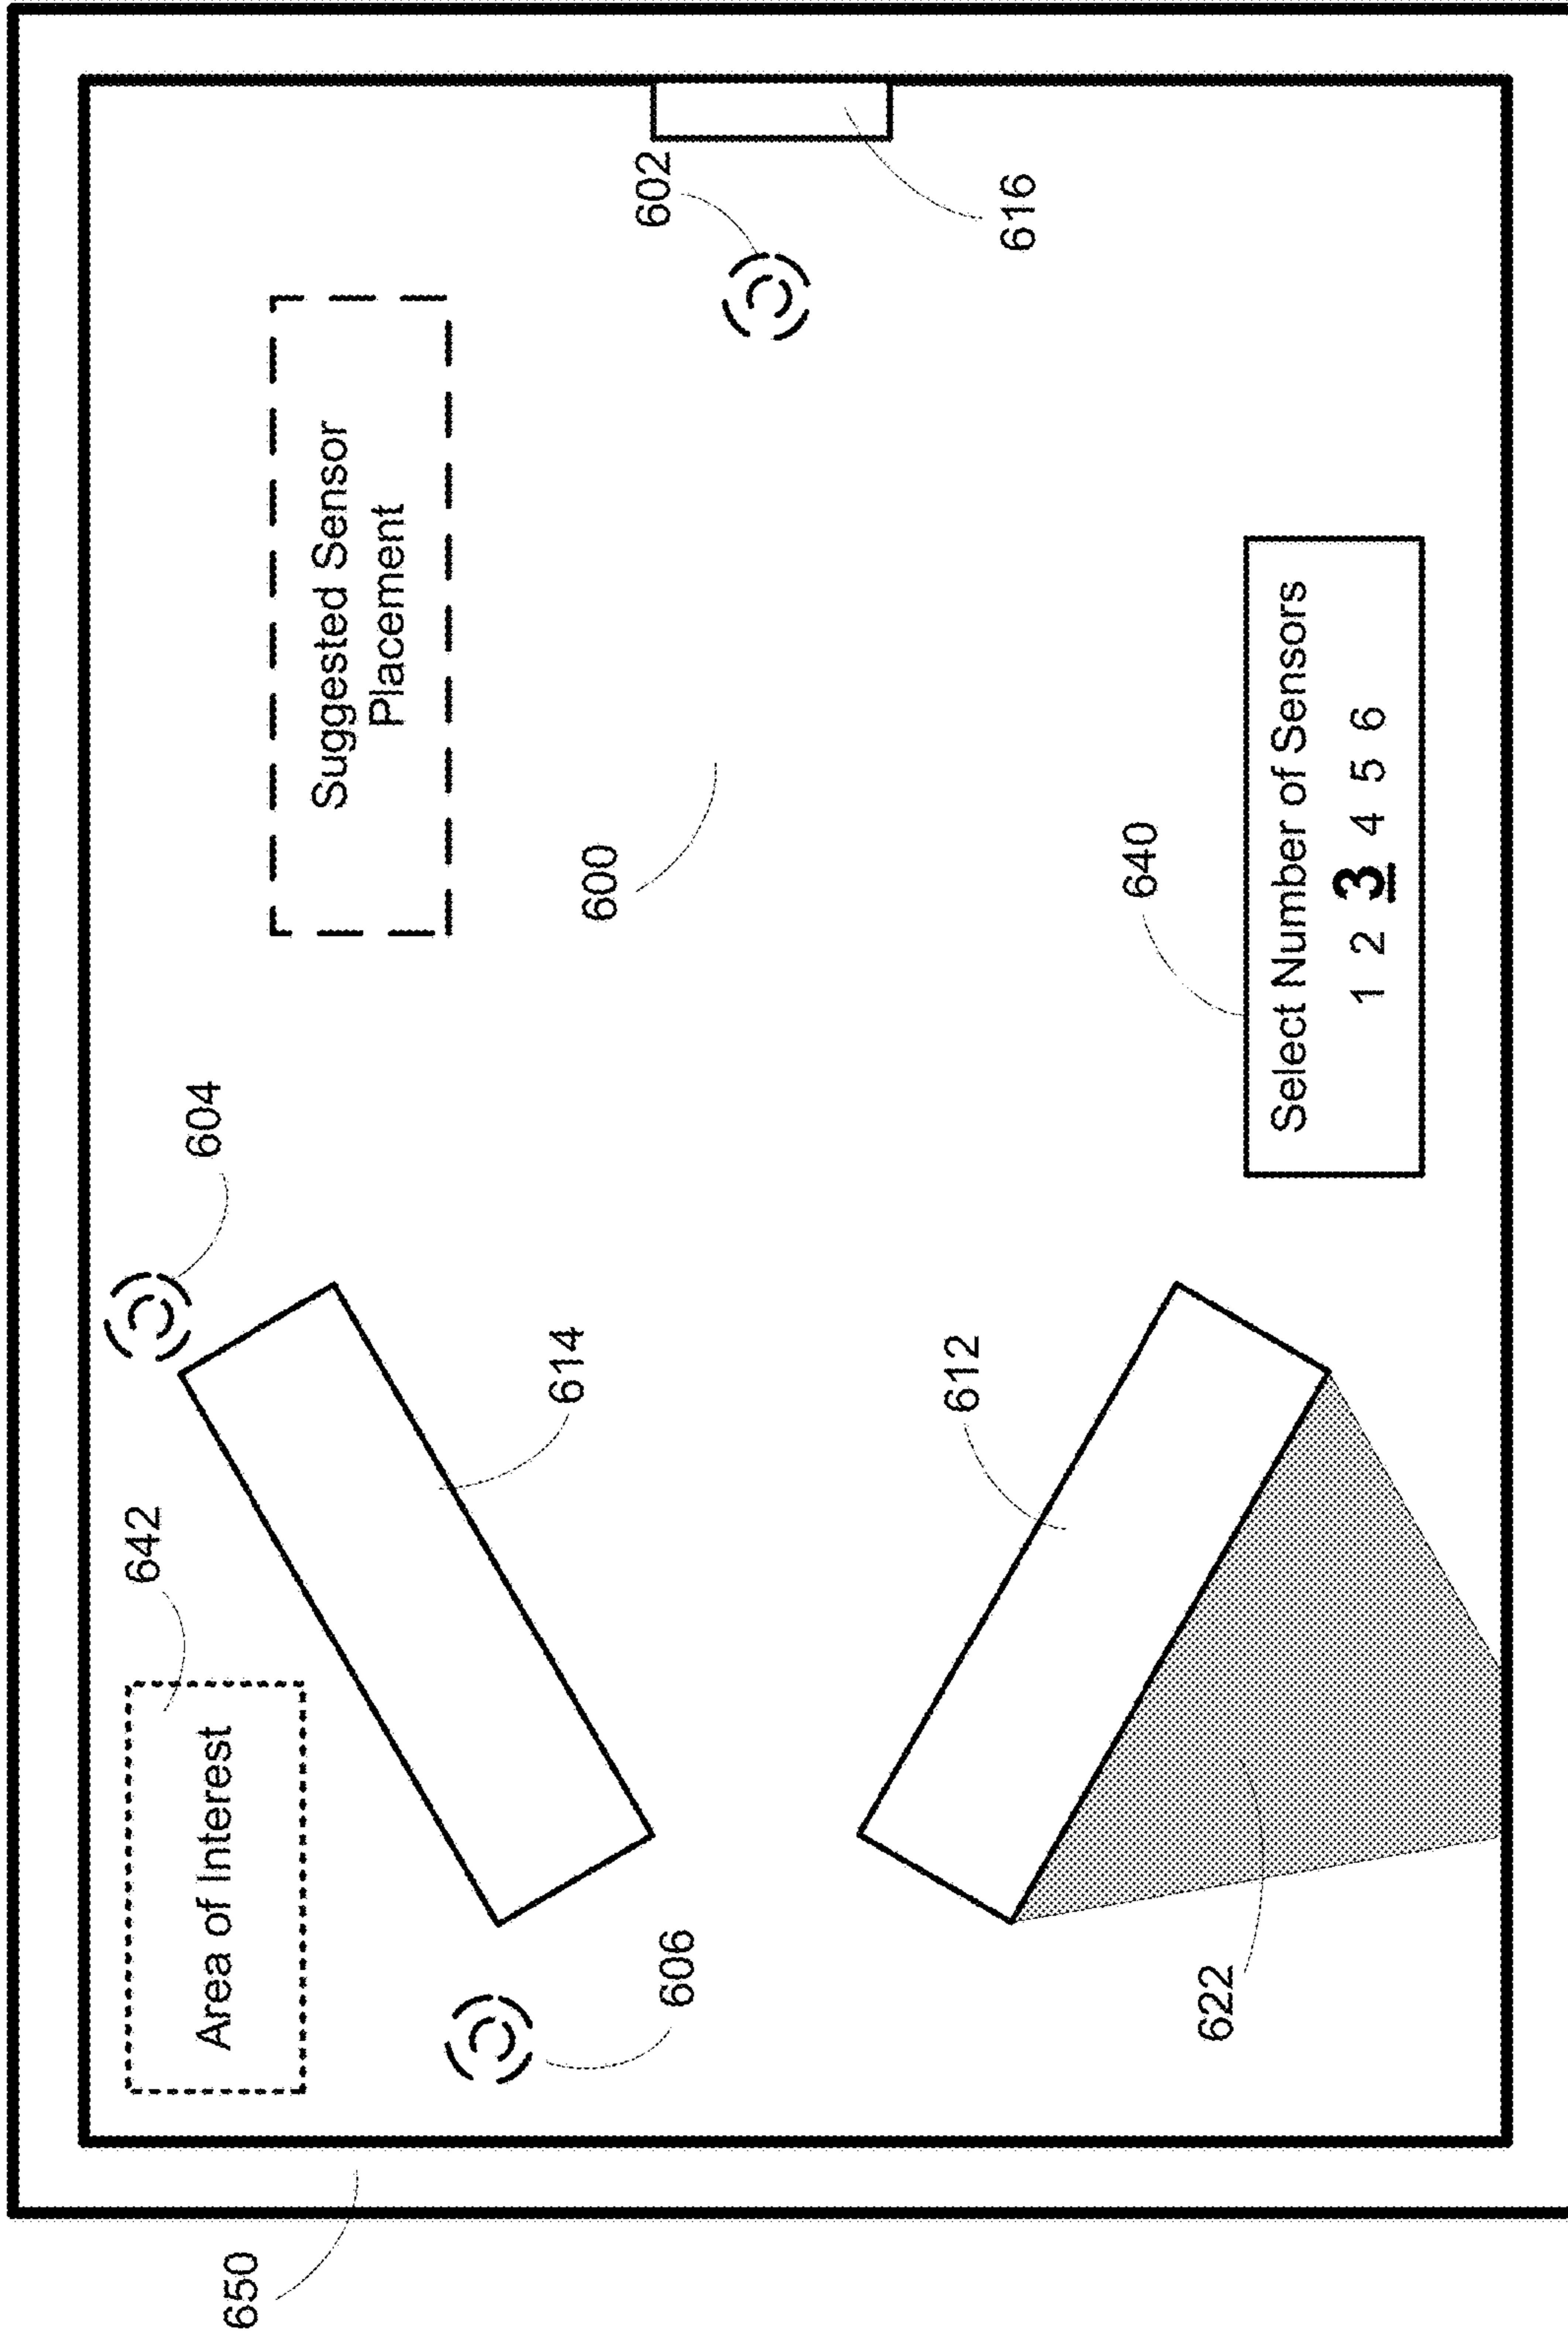 650
Area of Interest
642
604
Suggested Sensor
Placement
606
614
600
602
612
616
622
640
Select Number of Sensors
1 2 3 4 5 6